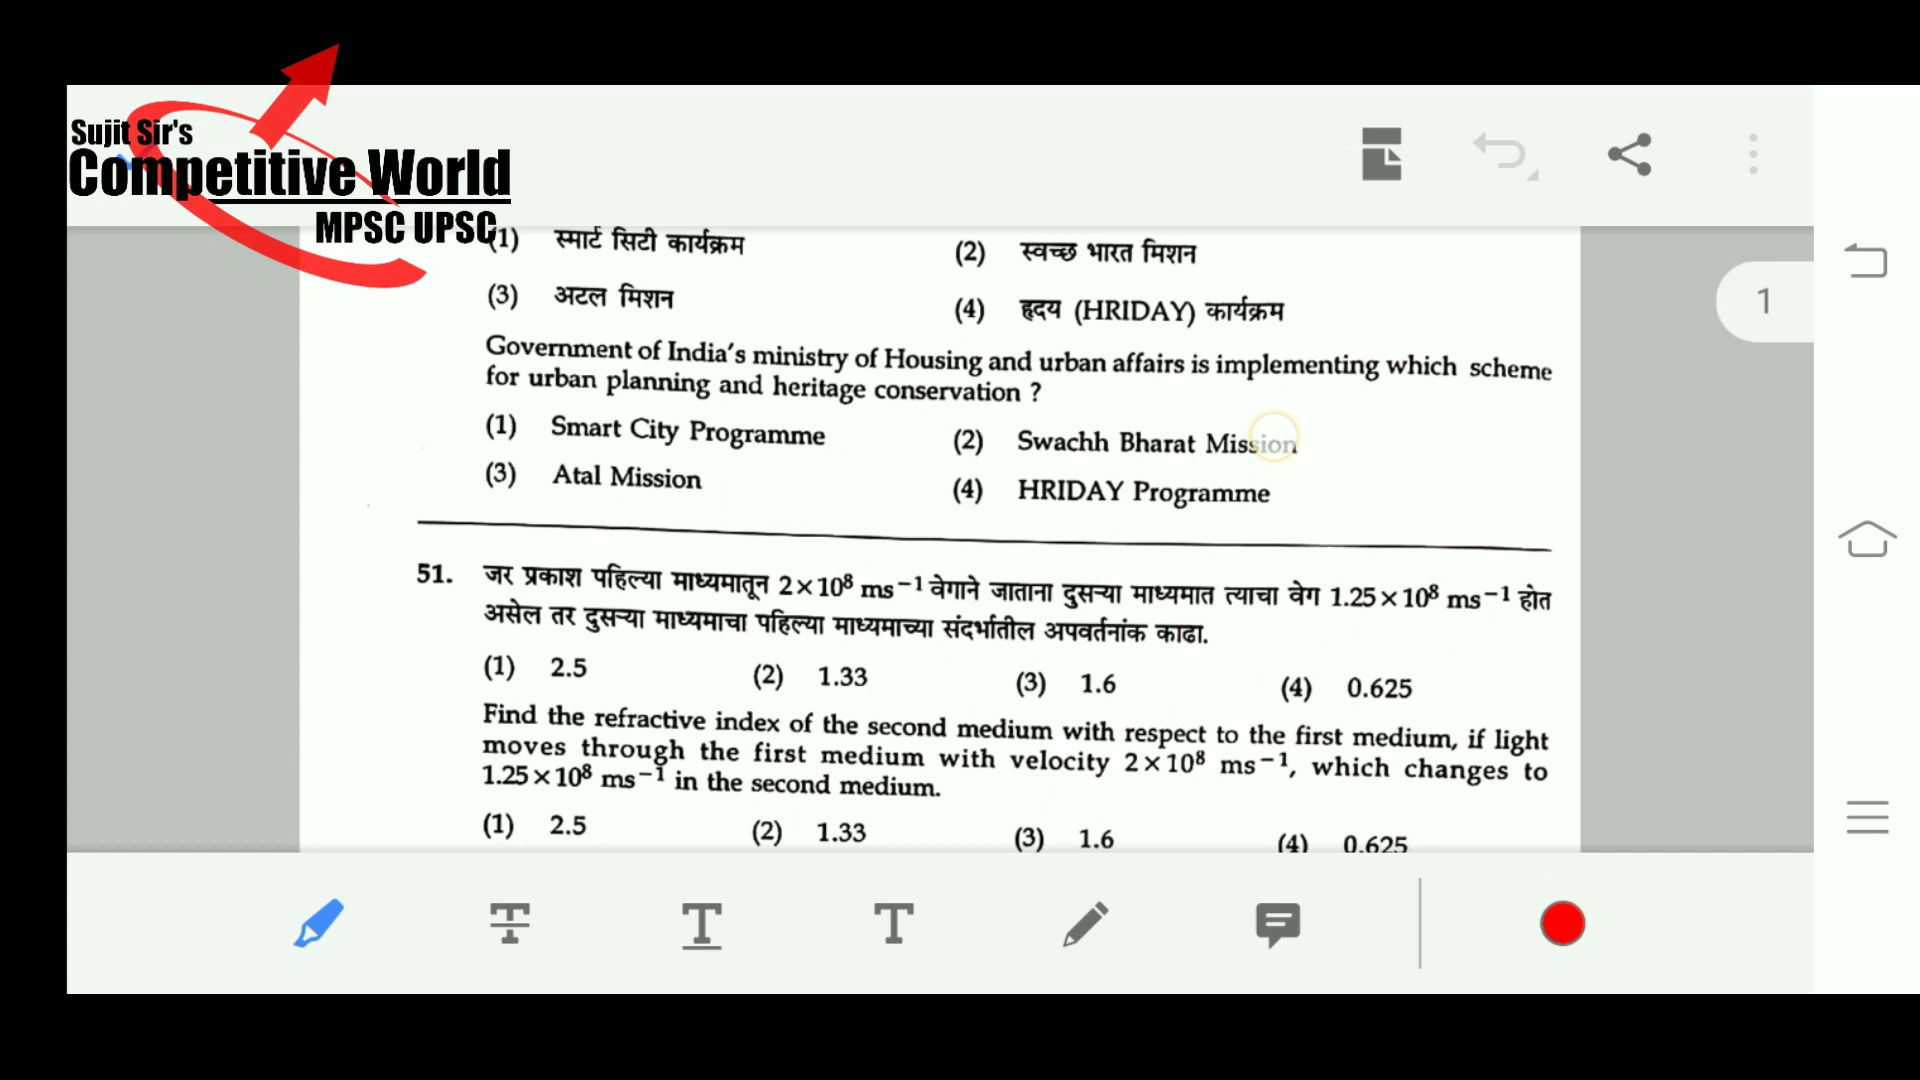 Sujit Sir's
Competitive World
MPSC UPSC
(1) स्मार्ट सिटी कार्यक्रम (2) स्वच्छ भारत मिशन
(3) अटल मिशन (4) हृदय (HRIDAY) कार्यक्रम
Government of India's ministry of Housing and urban affairs is implementing which scheme
for urban planning and heritage conservation ?
(1) Smart City Programme (2) Swachh Bharat Mission
(3) Atal Mission (4) HRIDAY Programme
51. जर प्रकाश पहिल्या माध्यमातून 2×10⁸ ms⁻¹ वेगाने जाताना दुसऱ्या माध्यमात त्याचा वेग 1.25×10⁸ ms⁻¹ होत
असेल तर दुसऱ्या माध्यमाचा पहिल्या माध्यमाच्या संदर्भातील अपवर्तनांक काढा.
(1) 2.5 (2) 1.33 (3) 1.6 (4) 0.625
Find the refractive index of the second medium with respect to the first medium, if light
moves through the first medium with velocity 2×10⁸ ms⁻¹, which changes to
1.25×10⁸ ms⁻¹ in the second medium.
(1) 2.5 (2) 1.33 (3) 1.6 (4) 0.625
1